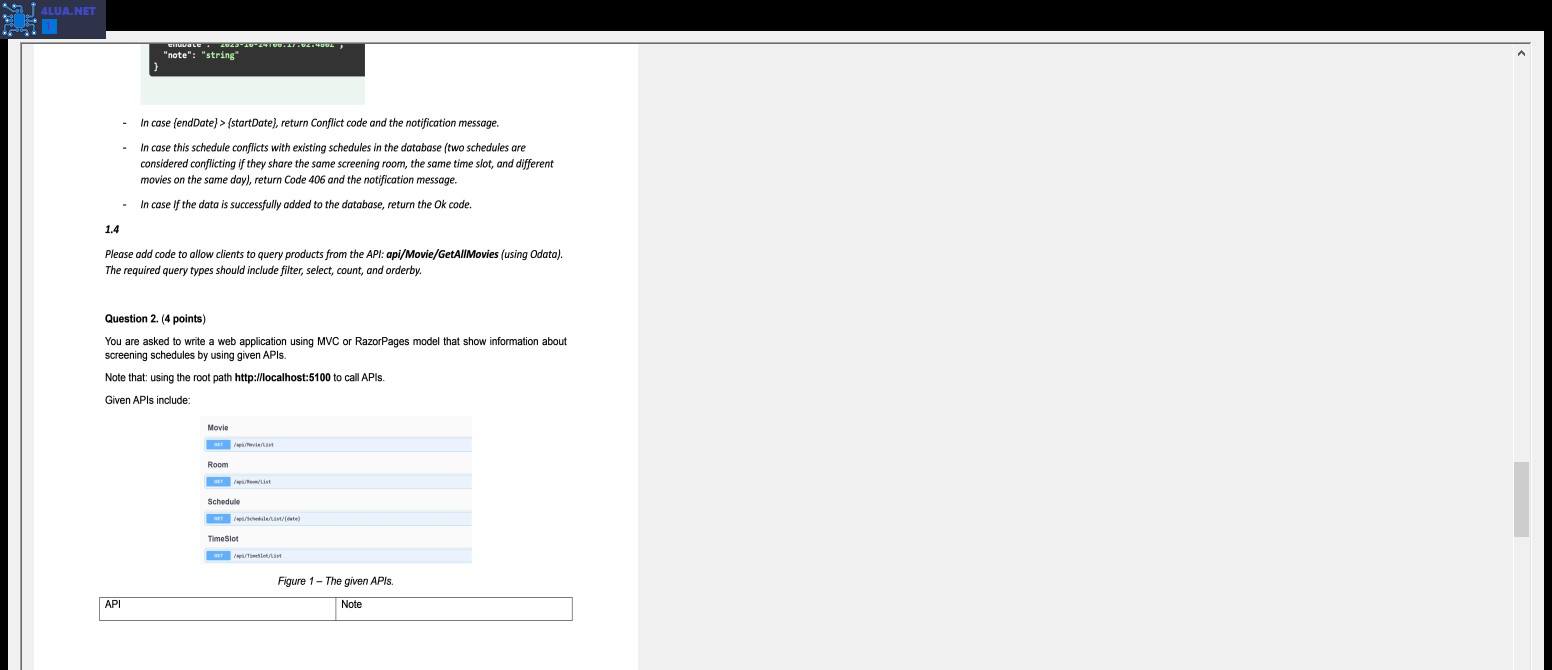 4LUA.NET
1
"enddate": "2023-10-24T08:17:02.480Z",
"note": "string"
}
- In case {endDate} > {startDate}, return Conflict code and the notification message.
- In case this schedule conflicts with existing schedules in the database (two schedules are
considered conflicting if they share the same screening room, the same time slot, and different
movies on the same day), return Code 406 and the notification message.
- In case If the data is successfully added to the database, return the Ok code.
1.4
Please add code to allow clients to query products from the API: api/Movie/GetAllMovies (using Odata).
The required query types should include filter, select, count, and orderby.
Question 2. (4 points)
You are asked to write a web application using MVC or RazorPages model that show information about
screening schedules by using given APIs.
Note that: using the root path http://localhost:5100 to call APIs.
Given APIs include:
Movie
GET /api/Movie/List
Room
GET /api/Room/List
Schedule
GET /api/Schedule/List/{date}
TimeSlot
GET /api/TimeSlot/List
Figure 1 – The given APIs.
API Note